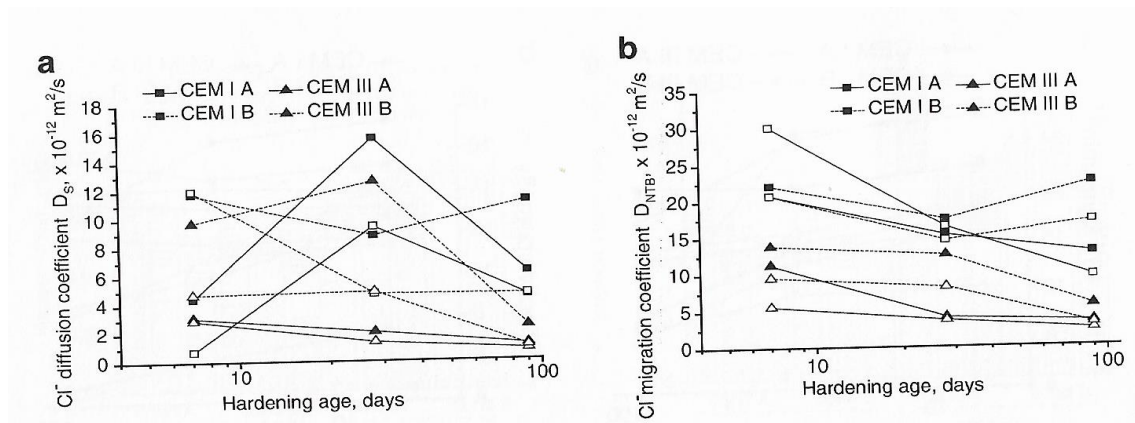 a
CEM I A CEM III A
CEM I B CEM III B
Cl⁻ diffusion coefficient D_S, x 10⁻¹² m²/s
18
16
14
12
10
8
6
4
2
0
10 100
Hardening age, days
b
CEM I A CEM III A
CEM I B CEM III B
Cl⁻ migration coefficient D_NTB, x 10⁻¹² m²/s
35
30
25
20
15
10
5
0
10 100
Hardening age, days